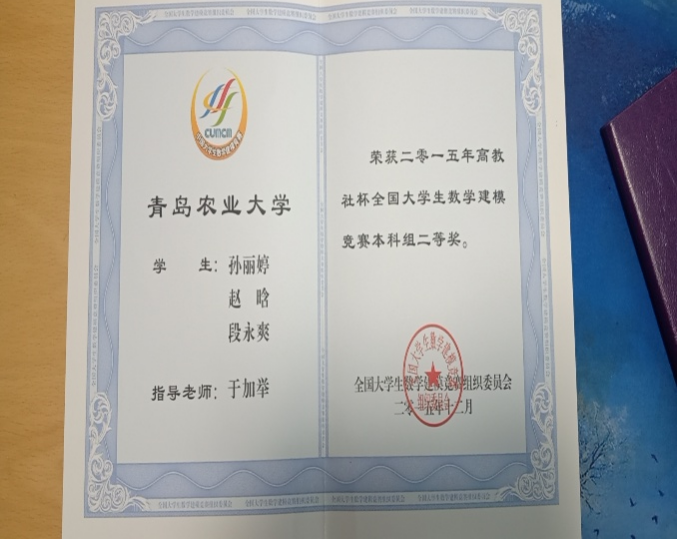 CUMCM
青岛农业大学
学 生：孙丽婷
赵 晗
段永爽
指导老师：于加举
荣获二零一五年高教
社杯全国大学生数学建模
竞赛本科组二等奖。
全国大学生数学建模竞赛组织委员会
二零一五年十二月